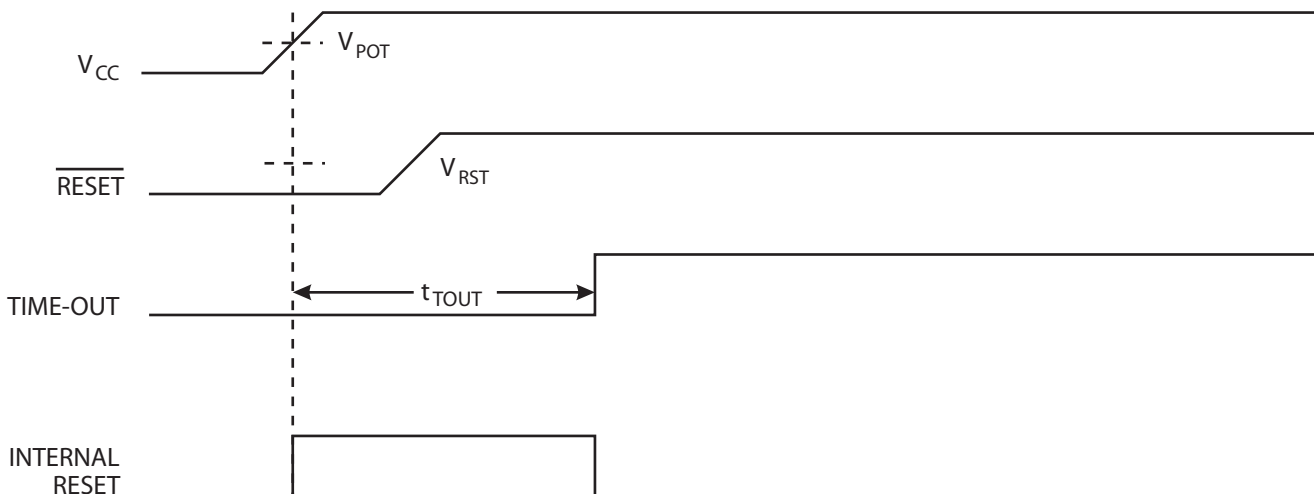 V_CC
V_POT
RESET
V_RST
TIME-OUT
t_TOUT
INTERNAL
RESET